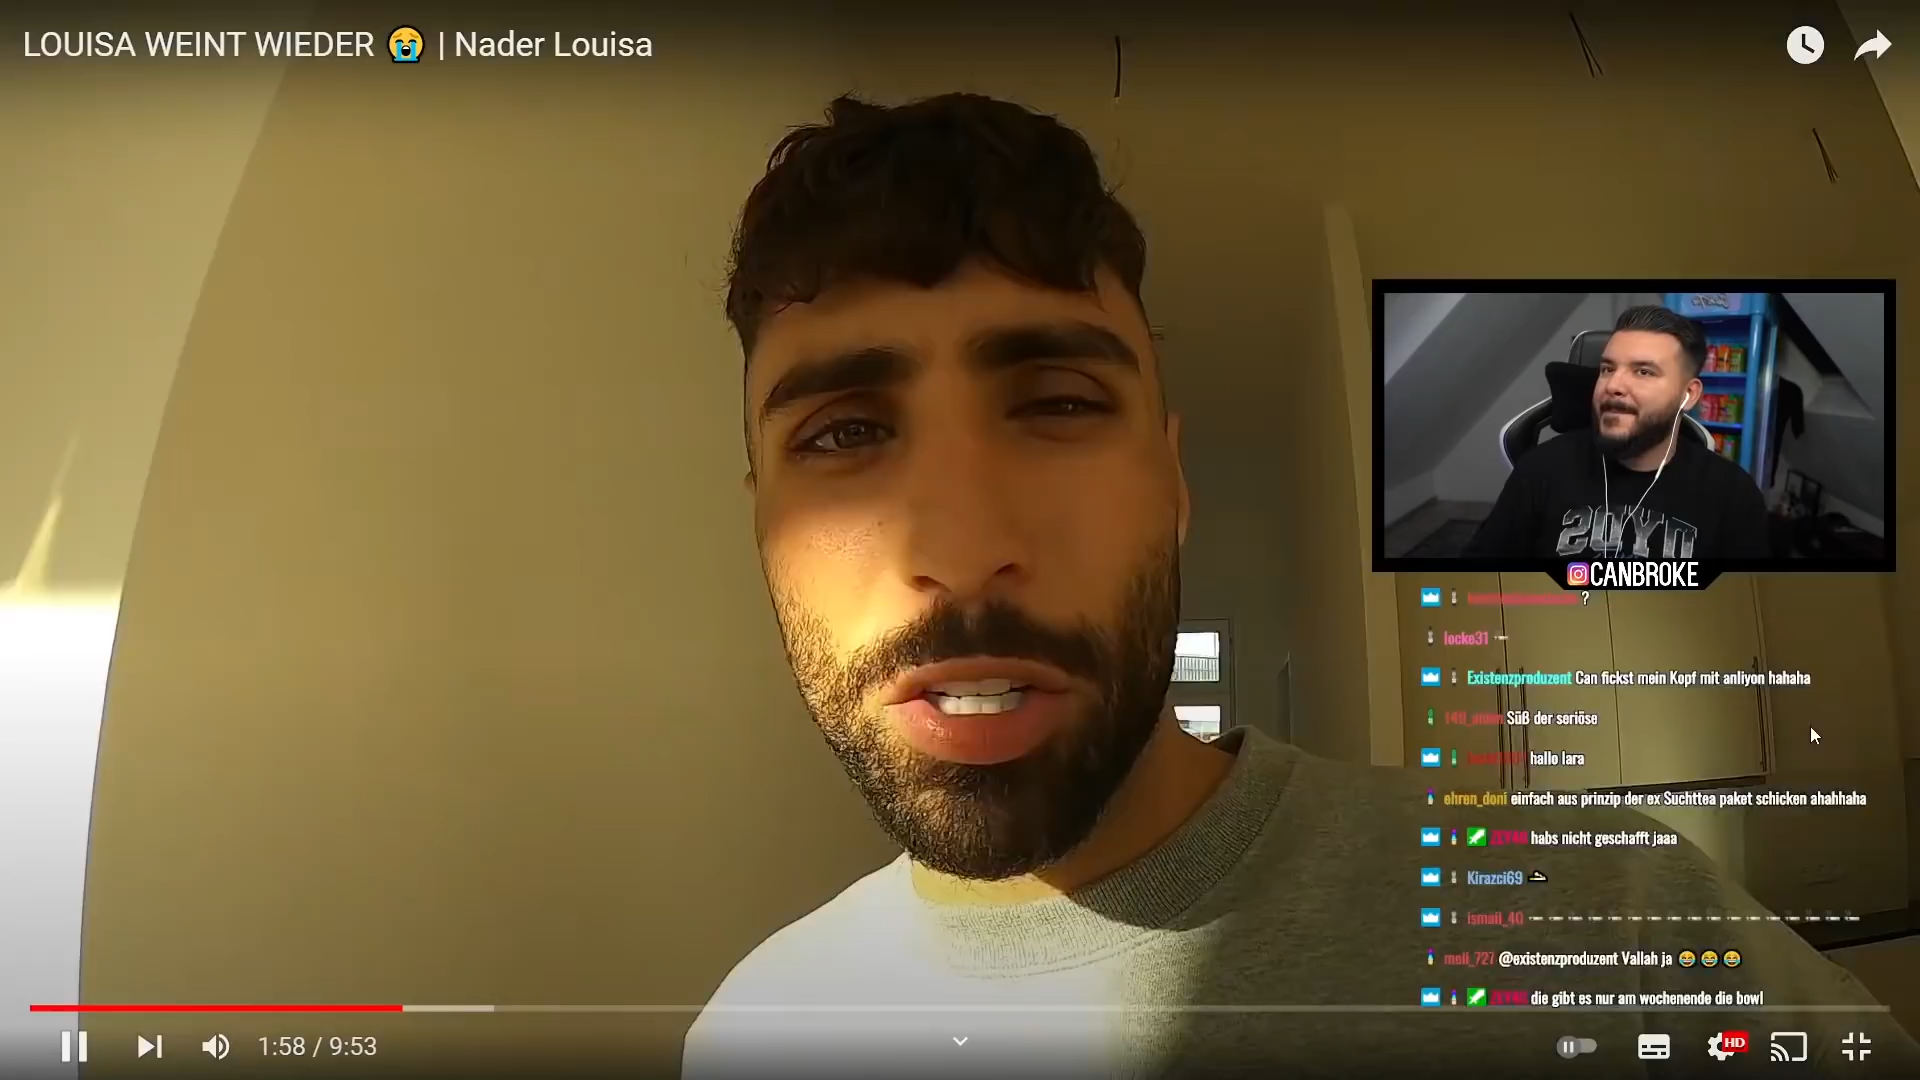 LOUISA WEINT WIEDER 😭 | Nader Louisa
CANBROKE
?
locke31
Existenzproduzent Can fickst mein Kopf mit anliyon hahaha
Süß der seriöse
hallo lara
ehren_doni einfach aus prinzip der ex Suchttea paket schicken ahahhaha
habs nicht geschafft jaaa
Kirazci69
ismail_40
@existenzproduzent Vallah ja 😂 😂 😂
die gibt es nur am wochenende die bowl
1:58 / 9:53
HD